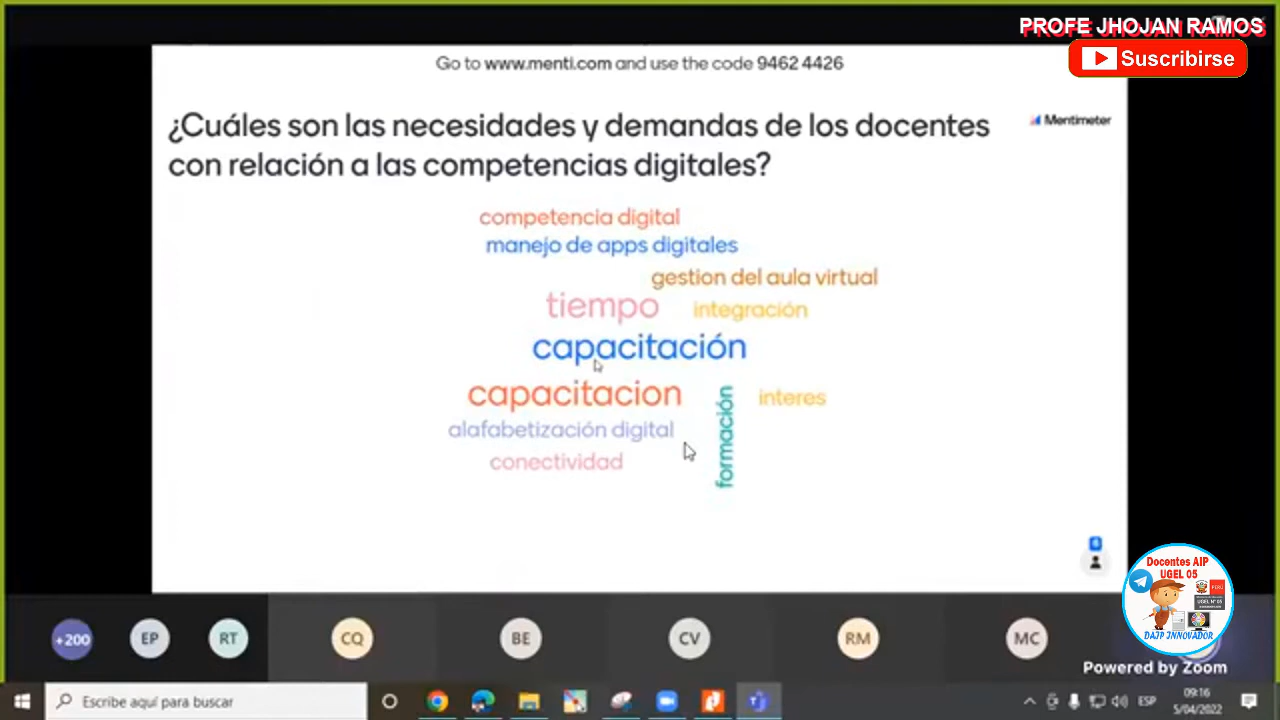 PROFE JHOJAN RAMOS
Suscribirse
Go to www.menti.com and use the code 9462 4426
¿Cuáles son las necesidades y demandas de los docentes
con relación a las competencias digitales?
Mentimeter
competencia digital
manejo de apps digitales
gestion del aula virtual
tiempo
integración
capacitación
capacitacion
formación
interes
alafabetización digital
conectividad
Docentes AIP
UGEL 05
DAIP INNOVADOR
+200
EP
RT
CQ
BE
CV
RM
MC
Powered by Zoom
Escribe aquí para buscar
ESP
09:16
5/04/2022